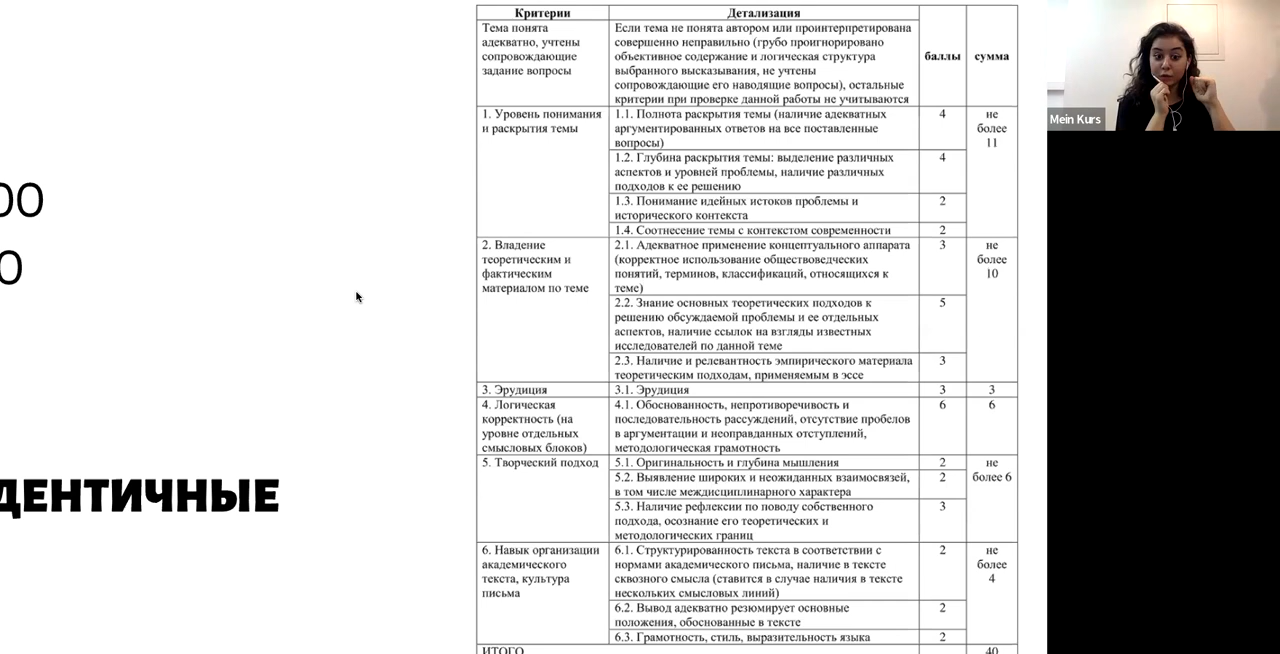 ОО
О
ДЕНТИЧНЫЕ
Критерии
Детализация
баллы
сумма
Тема понята
адекватно, учтены
сопровождающие
задание вопросы
Если тема не понята автором или проинтерпретирована
совершенно неправильно (грубо проигнорировано
объективное содержание и логическая структура
выбранного высказывания, не учтены
сопровождающие его наводящие вопросы), остальные
критерии при проверке данной работы не учитываются
1. Уровень понимания
и раскрытия темы
1.1. Полнота раскрытия темы (наличие адекватных
аргументированных ответов на все поставленные
вопросы)
4
не
более
11
1.2. Глубина раскрытия темы: выделение различных
аспектов и уровней проблемы, наличие различных
подходов к ее решению
4
1.3. Понимание идейных истоков проблемы и
исторического контекста
2
1.4. Соотнесение темы с контекстом современности
2
2. Владение
теоретическим и
фактическим
материалом по теме
2.1. Адекватное применение концептуального аппарата
(корректное использование обществоведческих
понятий, терминов, классификаций, относящихся к
теме)
3
не
более
10
2.2. Знание основных теоретических подходов к
решению обсуждаемой проблемы и ее отдельных
аспектов, наличие ссылок на взгляды известных
исследователей по данной теме
5
2.3. Наличие и релевантность эмпирического материала
теоретическим подходам, применяемым в эссе
3
3. Эрудиция
3.1. Эрудиция
3
3
4. Логическая
корректность (на
уровне отдельных
смысловых блоков)
4.1. Обоснованность, непротиворечивость и
последовательность рассуждений, отсутствие пробелов
в аргументации и неоправданных отступлений,
методологическая грамотность
6
6
5. Творческий подход
5.1. Оригинальность и глубина мышления
2
не
более 6
5.2. Выявление широких и неожиданных взаимосвязей,
в том числе междисциплинарного характера
2
5.3. Наличие рефлексии по поводу собственного
подхода, осознание его теоретических и
методологических границ
3
6. Навык организации
академического
текста, культура
письма
6.1. Структурированность текста в соответствии с
нормами академического письма, наличие в тексте
сквозного смысла (ставится в случае наличия в тексте
нескольких смысловых линий)
2
не
более
4
6.2. Вывод адекватно резюмирует основные
положения, обоснованные в тексте
2
6.3. Грамотность, стиль, выразительность языка
2
ИТОГО
40
Mein Kurs